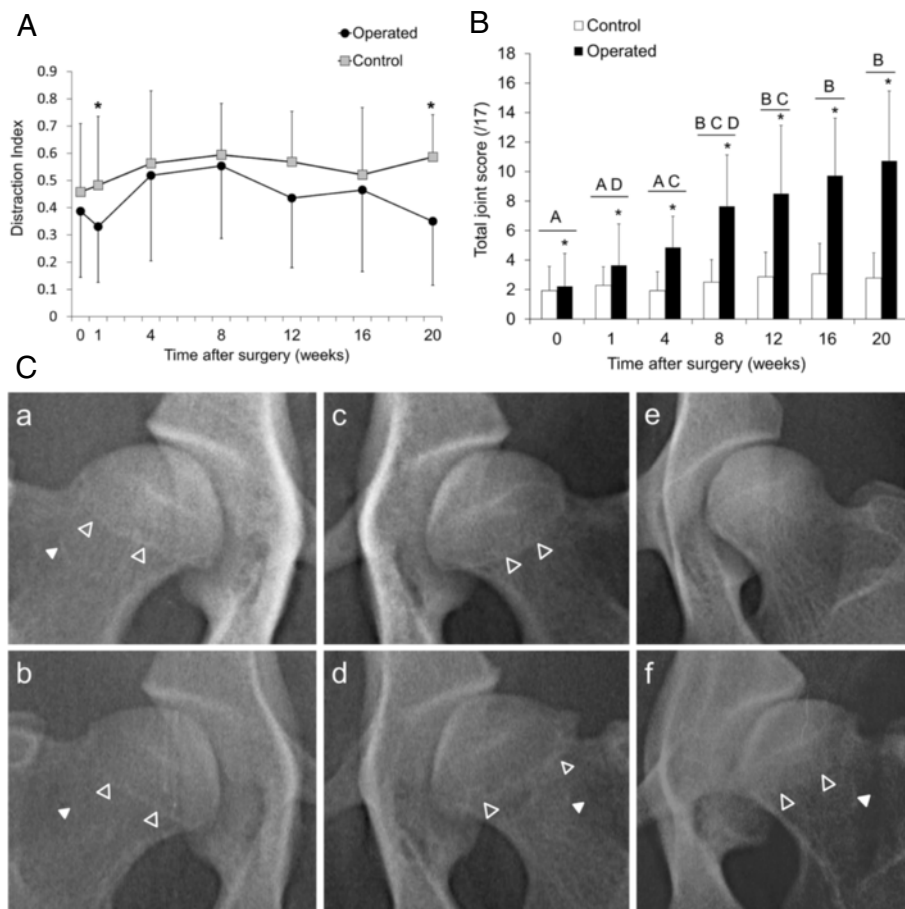 A
Operated
Control
0.9
0.8
0.7
0.6
0.5
0.4
0.3
0.2
0.1
0
Distraction Index
*
*
0 1 4 8 12 16 20
Time after surgery (weeks)
B
Control
Operated
18
16
14
12
10
8
6
4
2
0
Total joint score (/17)
A
A D
A C
B C D
B C
B
B
*
*
*
*
*
*
*
0 1 4 8 12 16 20
Time after surgery (weeks)
C
a
c
e
b
d
f